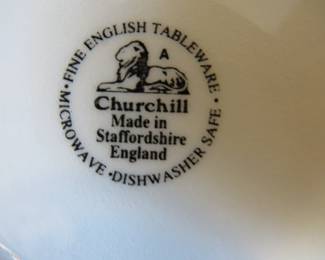 • FINE ENGLISH TABLEWARE •
A
Churchill
Made in
Staffordshire
England
MICROWAVE • DISHWASHER SAFE •